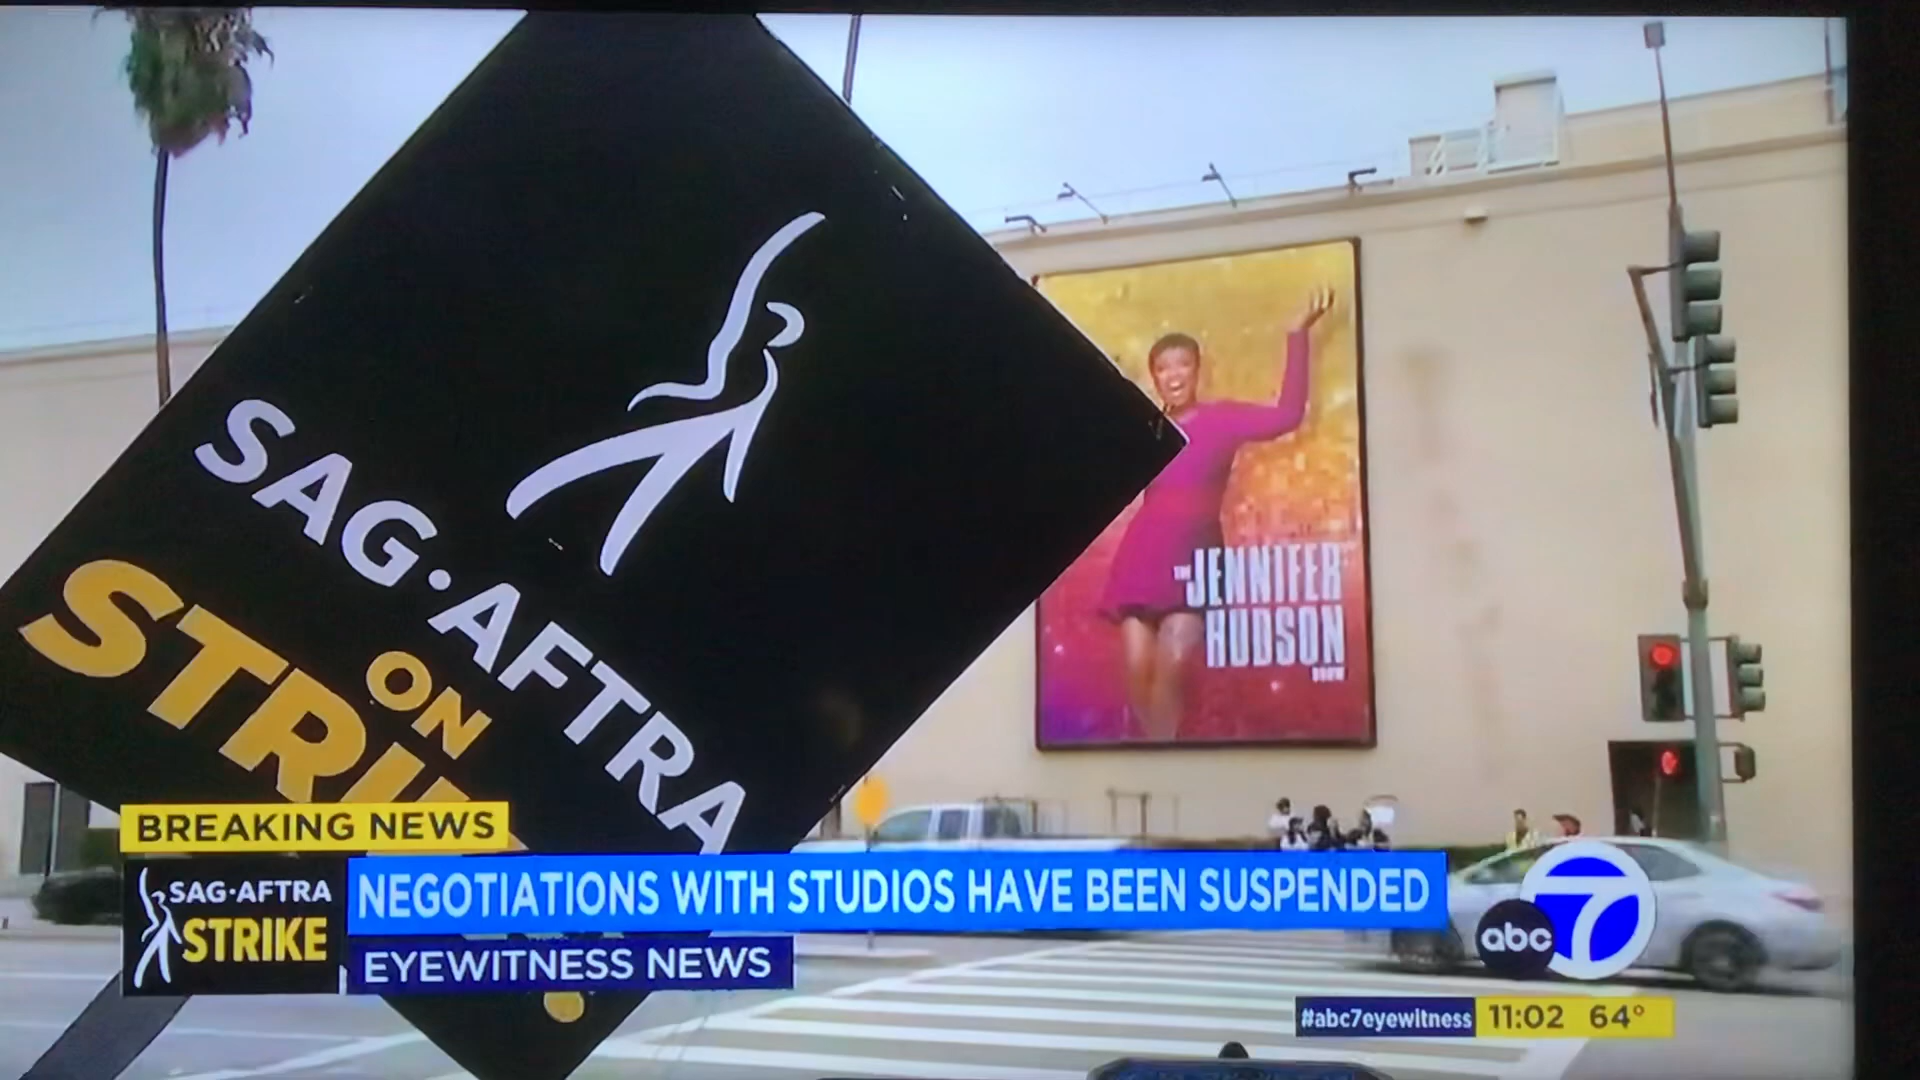 SAG·AFTRA
ON
STRI
THE
JENNIFER
HUDSON
SHOW
BREAKING NEWS
SAG·AFTRA
STRIKE
NEGOTIATIONS WITH STUDIOS HAVE BEEN SUSPENDED
EYEWITNESS NEWS
abc 7
#abc7eyewitness 11:02 64°